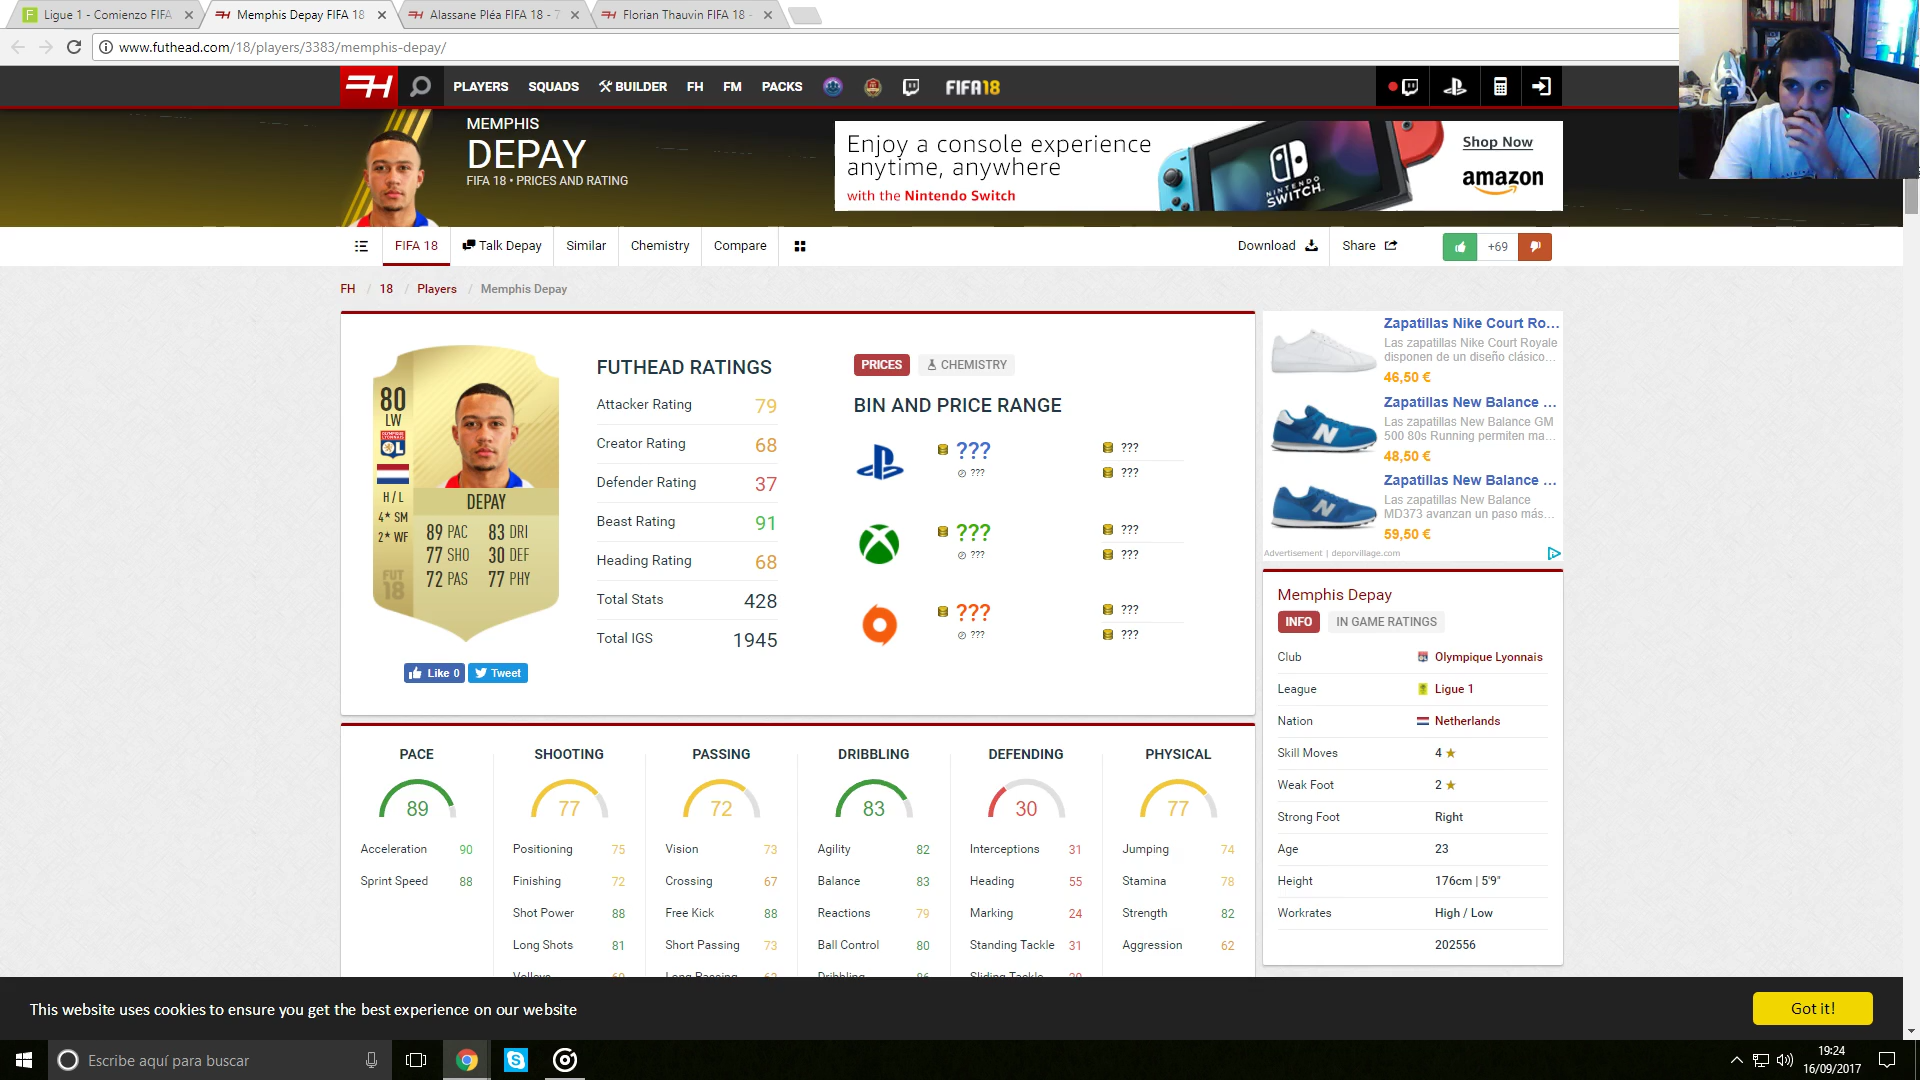 Ligue 1 - Comienzo FIFA
Memphis Depay FIFA 18
Alassane Pléa FIFA 18 - 7
Florian Thauvin FIFA 18 -
www.futhead.com/18/players/3383/memphis-depay/
PLAYERS SQUADS BUILDER FH FM PACKS FIFA18
MEMPHIS
DEPAY
FIFA 18 • PRICES AND RATING
Enjoy a console experience
anytime, anywhere
with the Nintendo Switch
NINTENDO
SWITCH
Shop Now
amazon
FIFA 18 Talk Depay Similar Chemistry Compare
Download Share +69
FH / 18 / Players / Memphis Depay
80
LW
H / L
4* SM
2* WF
FUT
18
DEPAY
89 PAC 83 DRI
77 SHO 30 DEF
72 PAS 77 PHY
Like 0 Tweet
FUTHEAD RATINGS
Attacker Rating 79
Creator Rating 68
Defender Rating 37
Beast Rating 91
Heading Rating 68
Total Stats 428
Total IGS 1945
PRICES CHEMISTRY
BIN AND PRICE RANGE
??? ???
??? ???
??? ???
??? ???
??? ???
??? ???
Zapatillas Nike Court Ro...
Las zapatillas Nike Court Royale
disponen de un diseño clásico...
46,50 €
Zapatillas New Balance ...
Las zapatillas New Balance GM
500 80s Running permiten ma...
48,50 €
Zapatillas New Balance ...
Las zapatillas New Balance
MD373 avanzan un paso más...
59,50 €
Advertisement | deporvillage.com
Memphis Depay
INFO IN GAME RATINGS
Club Olympique Lyonnais
League Ligue 1
Nation Netherlands
Skill Moves 4
Weak Foot 2
Strong Foot Right
Age 23
Height 176cm | 5'9"
Workrates High / Low
202556
PACE SHOOTING PASSING DRIBBLING DEFENDING PHYSICAL
89 77 72 83 30 77
Acceleration 90 Positioning 75 Vision 73 Agility 82 Interceptions 31 Jumping 74
Sprint Speed 88 Finishing 72 Crossing 67 Balance 83 Heading 55 Stamina 78
Shot Power 88 Free Kick 88 Reactions 79 Marking 24 Strength 82
Long Shots 81 Short Passing 73 Ball Control 80 Standing Tackle 31 Aggression 62
This website uses cookies to ensure you get the best experience on our website
Got it!
Escribe aquí para buscar
19:24
16/09/2017